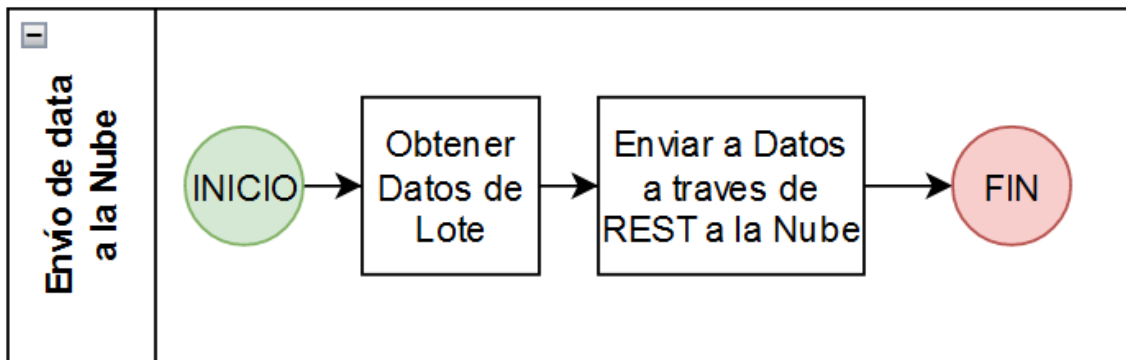 Envío de data
a la Nube
INICIO
Obtener
Datos de
Lote
Enviar a Datos
a traves de
REST a la Nube
FIN